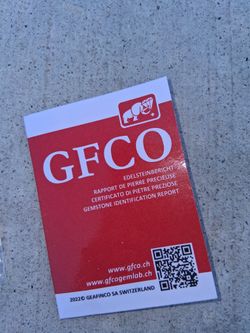 GFCO
EDELSTEINBERICHT
RAPPORT DE PIERRE PRECIEUSE
CERTIFICATO DI PIETRE PREZIOSE
GEMSTONE IDENTIFICATION REPORT
www.gfco.ch
www.gfcogemlab.ch
2022© GEAFINCO SA SWITZERLAND